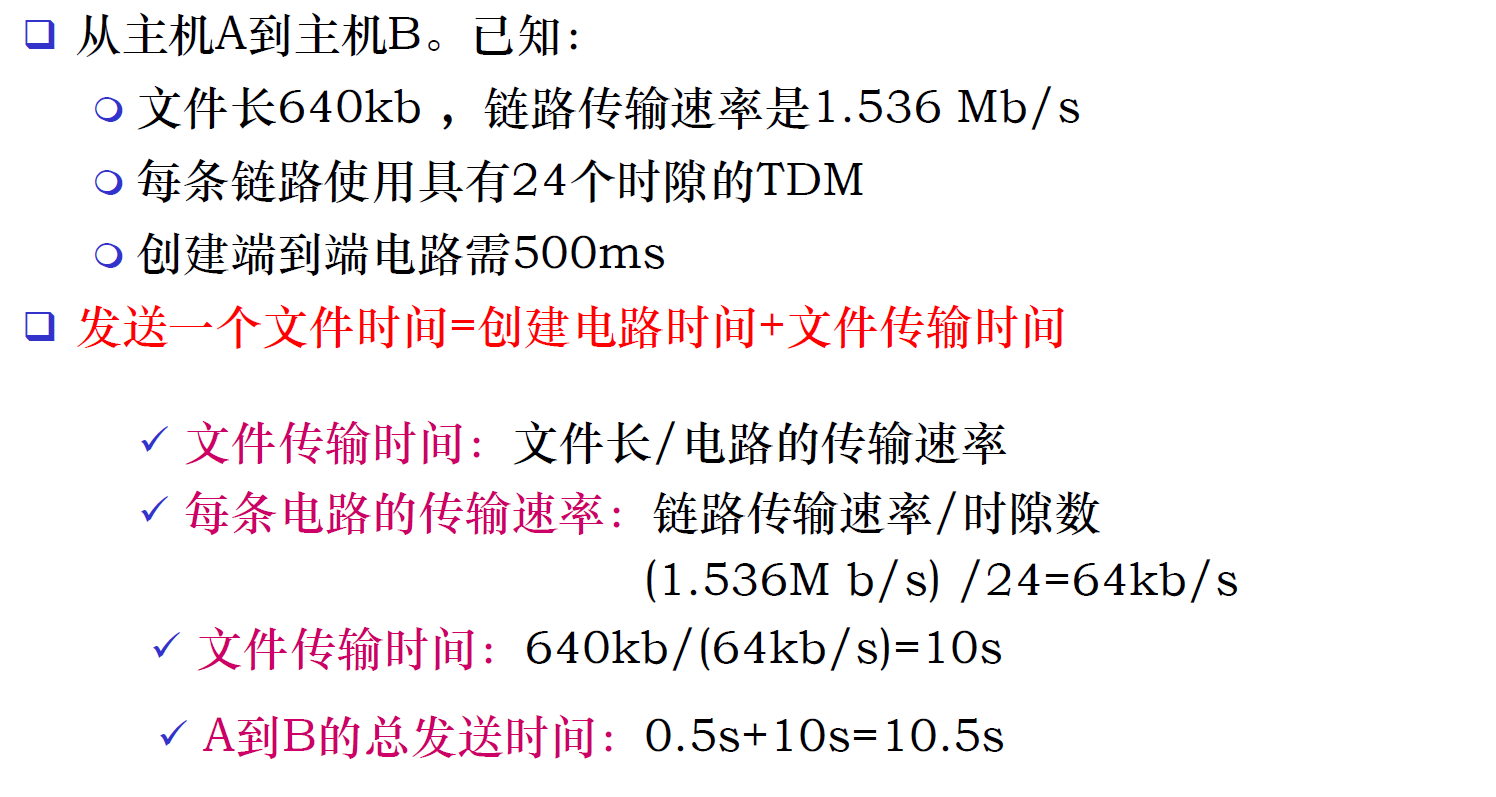 从主机A到主机B。已知:
文件长640kb ，链路传输速率是1.536 Mb/s
每条链路使用具有24个时隙的TDM
创建端到端电路需500ms
发送一个文件时间=创建电路时间+文件传输时间
文件传输时间：文件长/电路的传输速率
每条电路的传输速率：链路传输速率/时隙数
(1.536M b/s) /24=64kb/s
文件传输时间：640kb/(64kb/s)=10s
A到B的总发送时间：0.5s+10s=10.5s